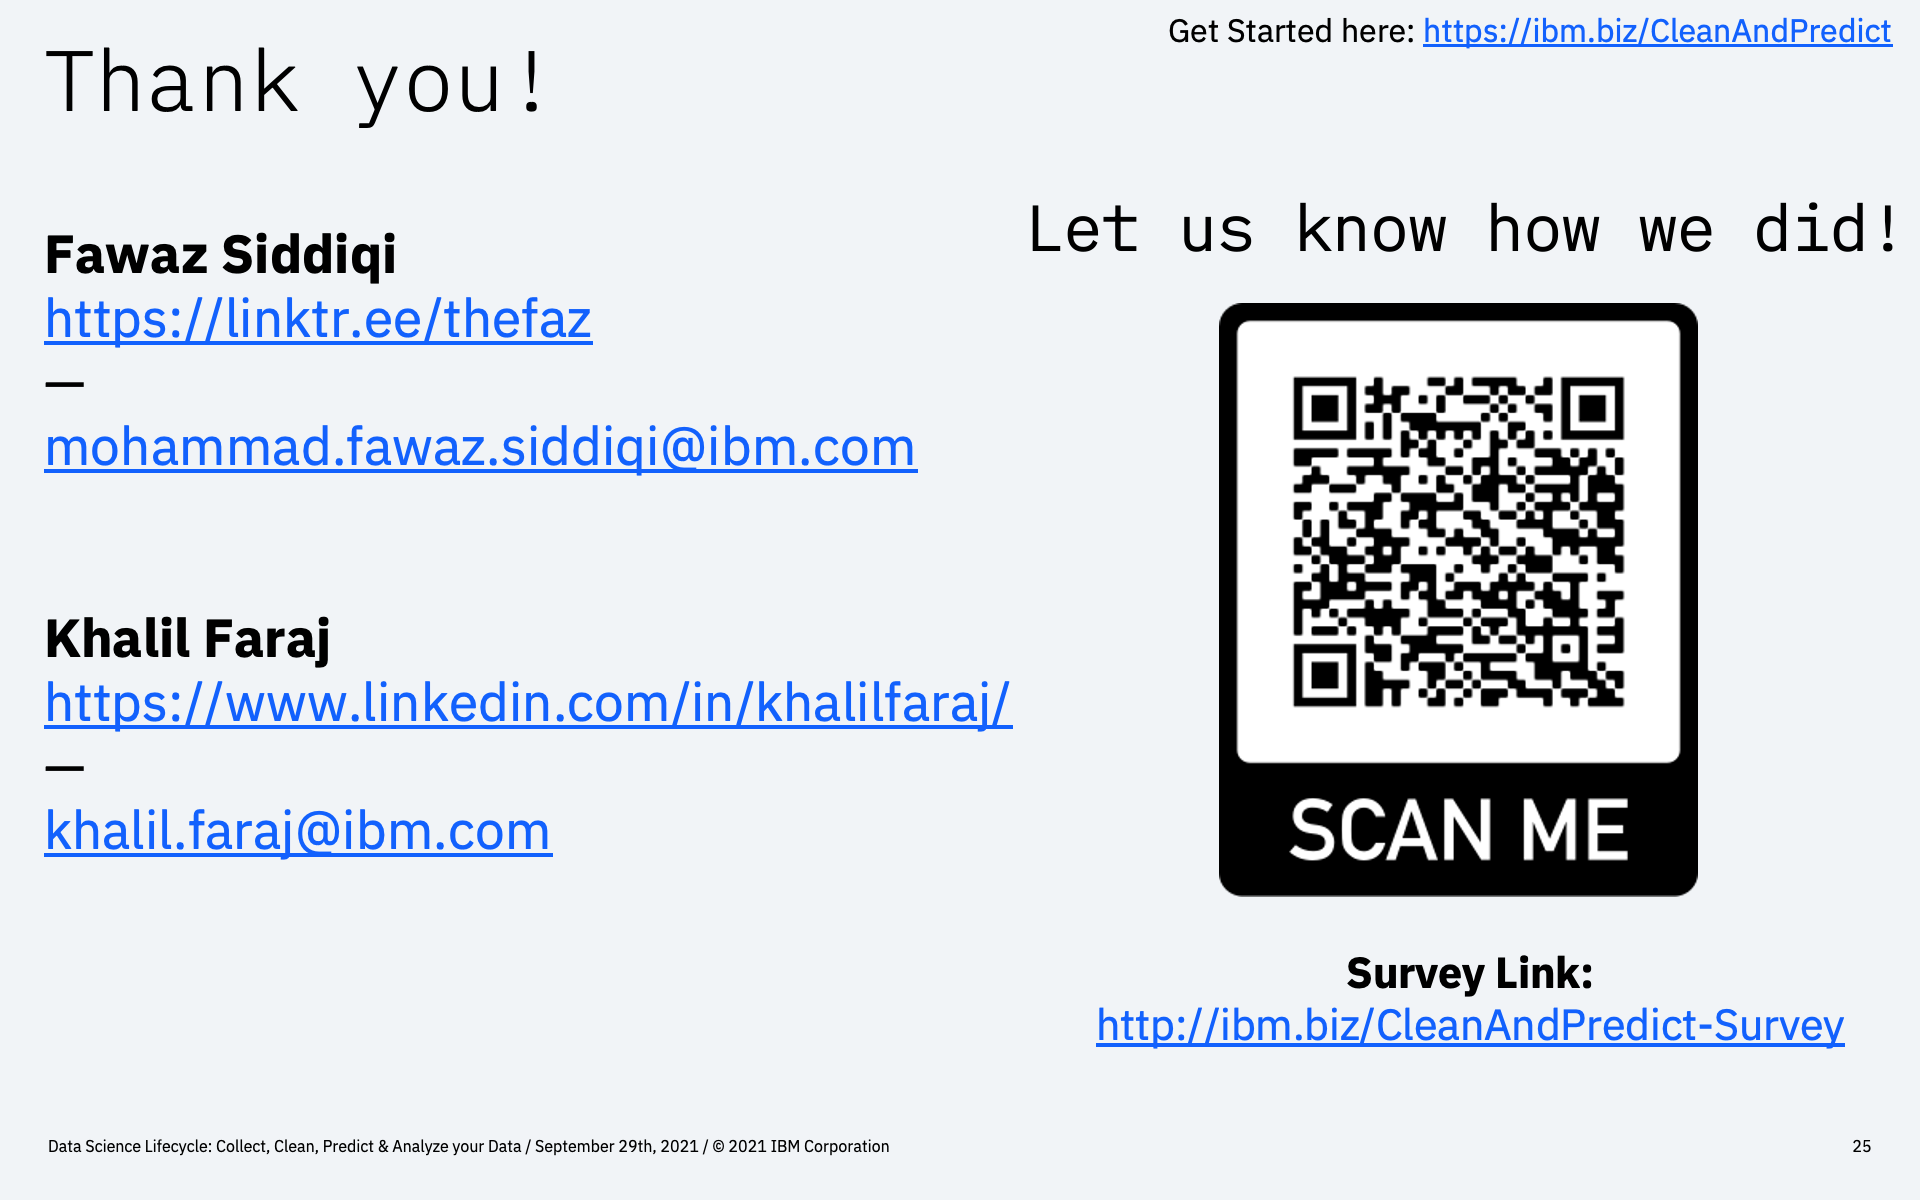 Get Started here: https://ibm.biz/CleanAndPredict
Thank you!
Fawaz Siddiqi
https://linktr.ee/thefaz
—
mohammad.fawaz.siddiqi@ibm.com
Khalil Faraj
https://www.linkedin.com/in/khalilfaraj/
—
khalil.faraj@ibm.com
Let us know how we did!
SCAN ME
Survey Link:
http://ibm.biz/CleanAndPredict-Survey
Data Science Lifecycle: Collect, Clean, Predict & Analyze your Data / September 29th, 2021 / © 2021 IBM Corporation
25